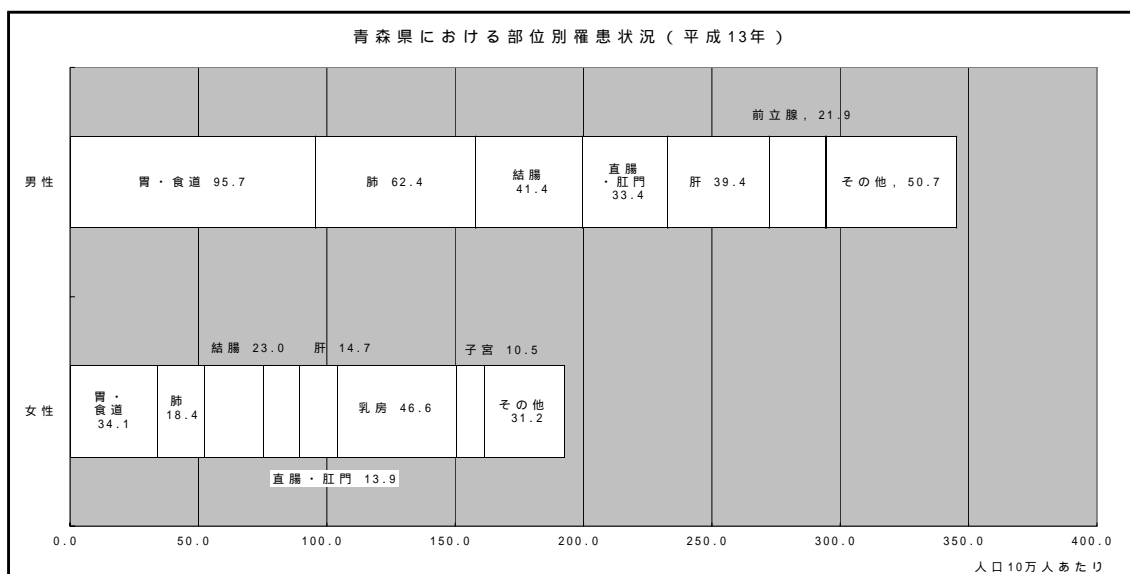 青森県における部位別罹患状況(平成13年)
前立腺, 21.9
男性
胃・食道 95.7
肺 62.4
結腸
41.4
直腸
・肛門
33.4
肝 39.4
その他, 50.7
結腸 23.0
肝 14.7
子宮 10.5
女性
胃・
食道
34.1
肺
18.4
乳房 46.6
その他
31.2
直腸・肛門 13.9
0.0
50.0
100.0
150.0
200.0
250.0
300.0
350.0
400.0
人口10万人あたり